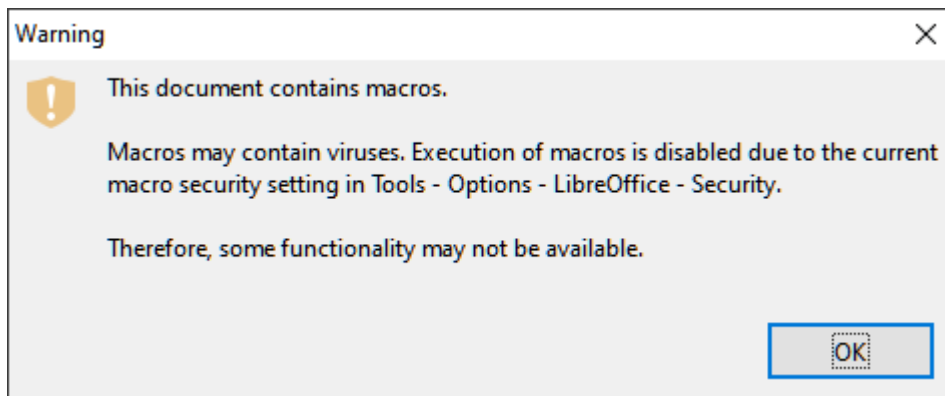 Warning
This document contains macros.
Macros may contain viruses. Execution of macros is disabled due to the current
macro security setting in Tools - Options - LibreOffice - Security.
Therefore, some functionality may not be available.
OK